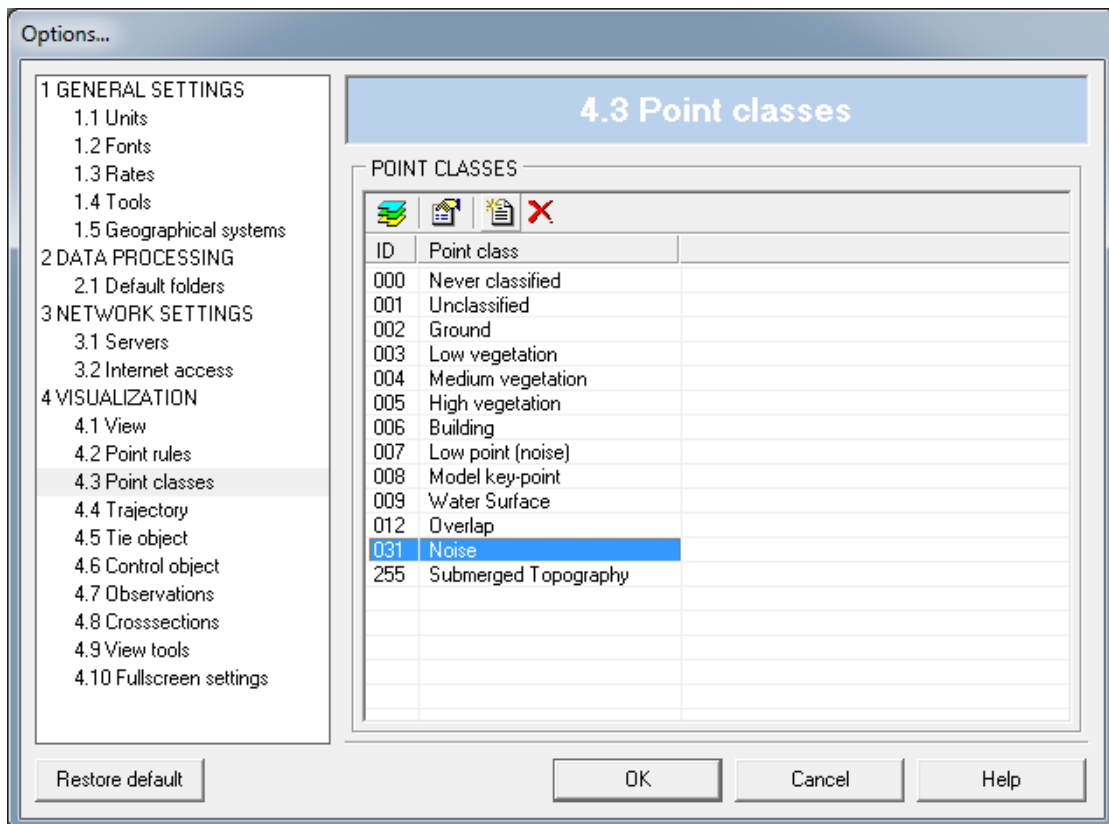 Options...
1 GENERAL SETTINGS
1.1 Units
1.2 Fonts
1.3 Rates
1.4 Tools
1.5 Geographical systems
2 DATA PROCESSING
2.1 Default folders
3 NETWORK SETTINGS
3.1 Servers
3.2 Internet access
4 VISUALIZATION
4.1 View
4.2 Point rules
4.3 Point classes
4.4 Trajectory
4.5 Tie object
4.6 Control object
4.7 Observations
4.8 Crosssections
4.9 View tools
4.10 Fullscreen settings
4.3 Point classes
POINT CLASSES
ID Point class
000 Never classified
001 Unclassified
002 Ground
003 Low vegetation
004 Medium vegetation
005 High vegetation
006 Building
007 Low point (noise)
008 Model key-point
009 Water Surface
012 Overlap
031 Noise
255 Submerged Topography
Restore default
OK
Cancel
Help